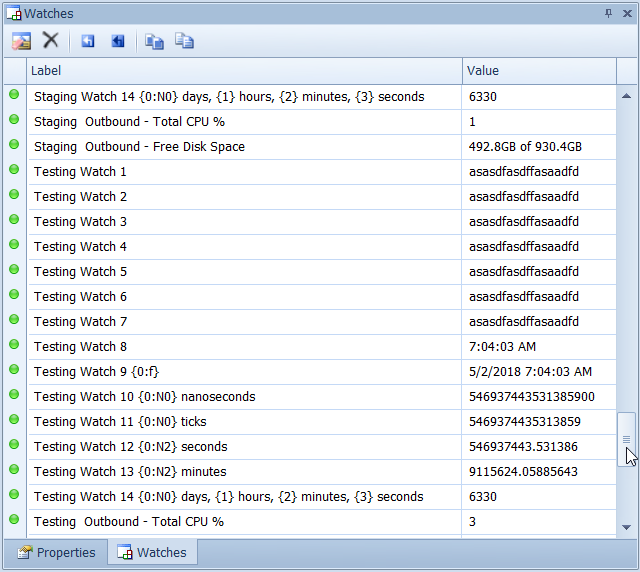 Watches
Label Value
Staging Watch 14 {0:N0} days, {1} hours, {2} minutes, {3} seconds 6330
Staging  Outbound - Total CPU % 1
Staging  Outbound - Free Disk Space 492.8GB of 930.4GB
Testing Watch 1 asasdfasdffasaadfd
Testing Watch 2 asasdfasdffasaadfd
Testing Watch 3 asasdfasdffasaadfd
Testing Watch 4 asasdfasdffasaadfd
Testing Watch 5 asasdfasdffasaadfd
Testing Watch 6 asasdfasdffasaadfd
Testing Watch 7 asasdfasdffasaadfd
Testing Watch 8 7:04:03 AM
Testing Watch 9 {0:f} 5/2/2018 7:04:03 AM
Testing Watch 10 {0:N0} nanoseconds 546937443531385900
Testing Watch 11 {0:N0} ticks 5469374435313859
Testing Watch 12 {0:N2} seconds 546937443.531386
Testing Watch 13 {0:N2} minutes 9115624.05885643
Testing Watch 14 {0:N0} days, {1} hours, {2} minutes, {3} seconds 6330
Testing  Outbound - Total CPU % 3
Properties Watches